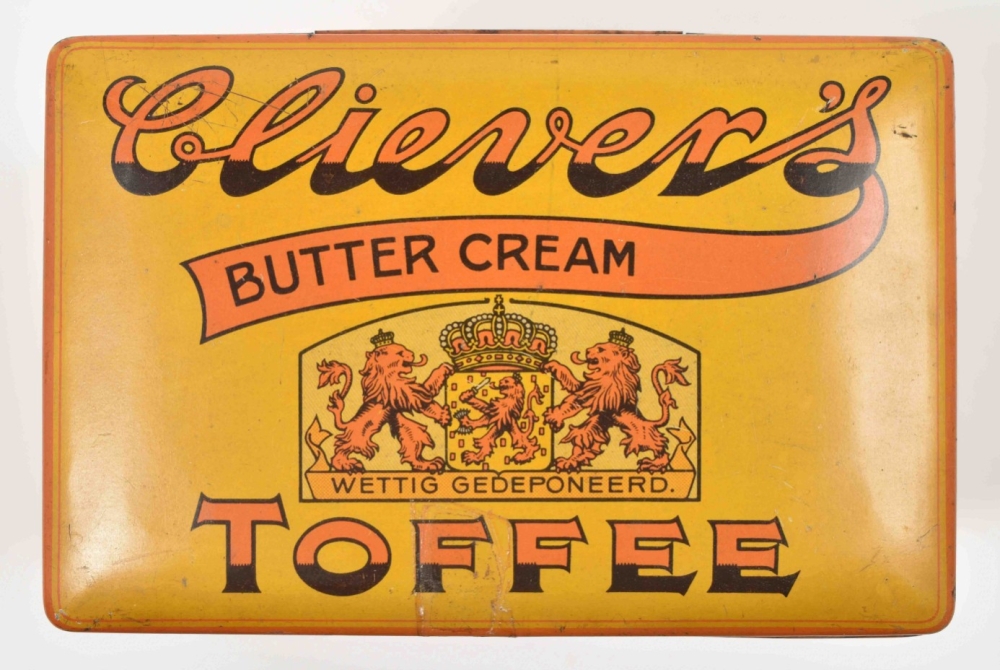 Cliever's
BUTTER CREAM
WETTIG GEDEPONEERD.
TOFFEE